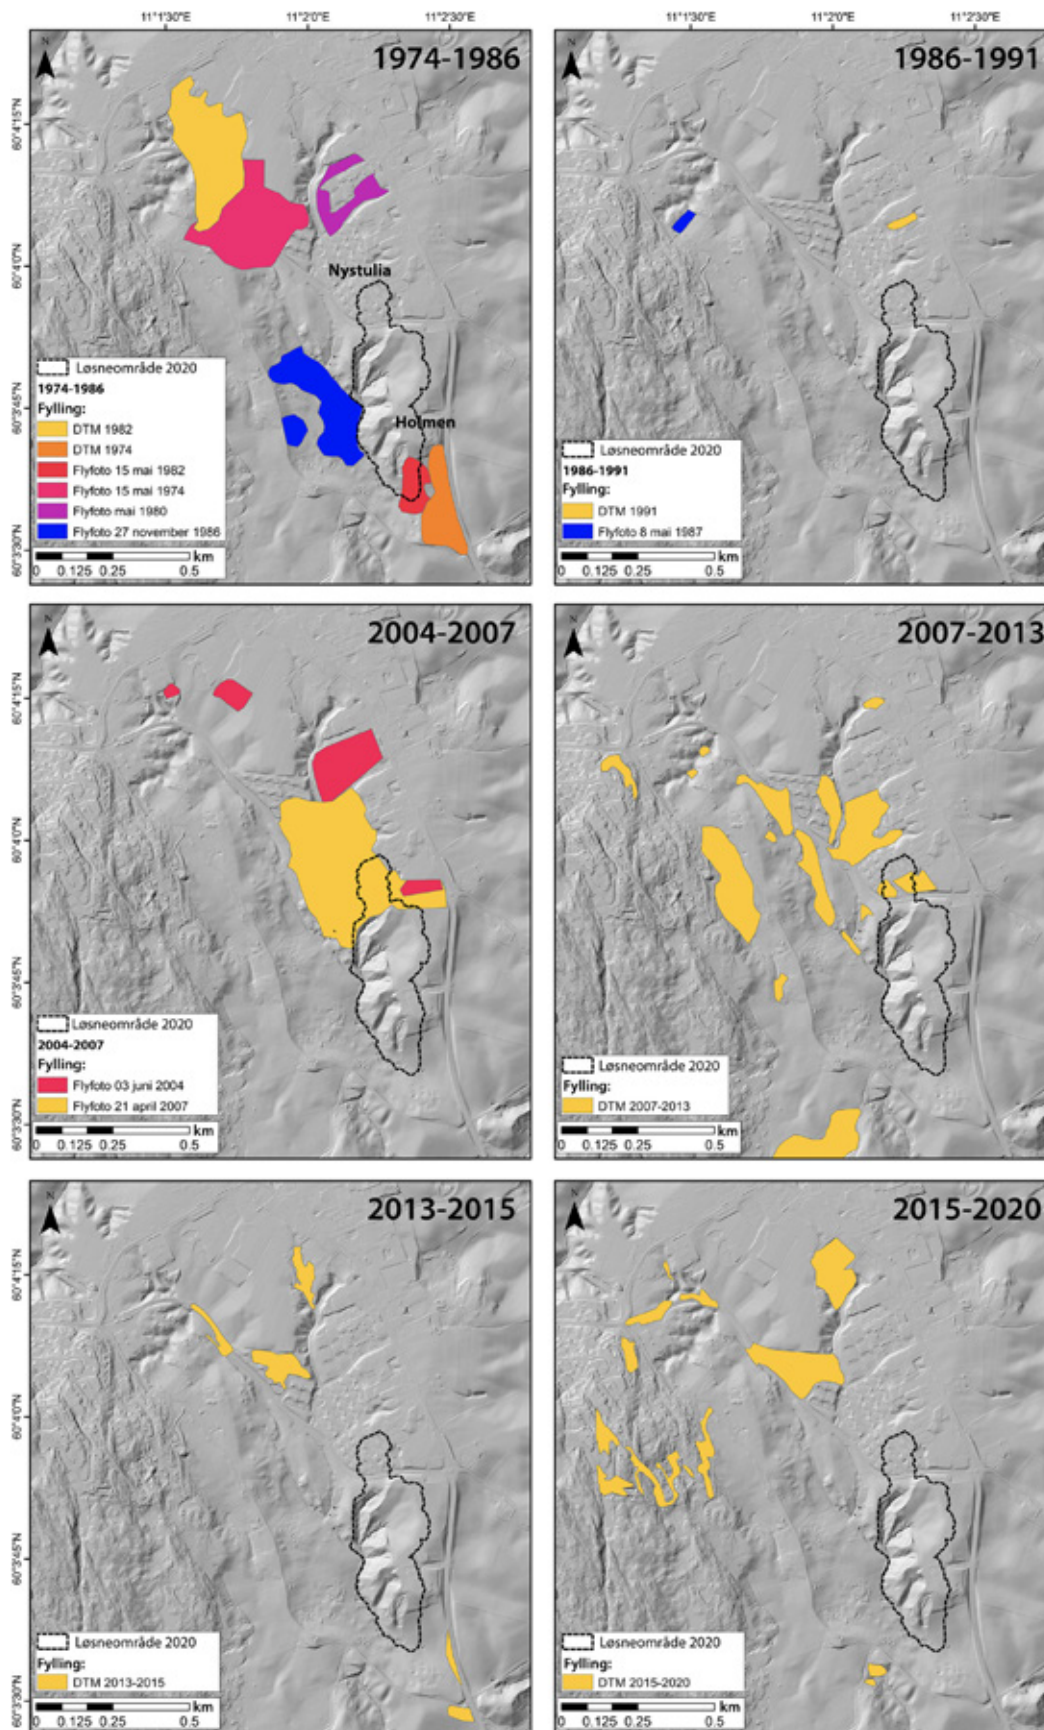 11°1'30"E 11°2'0"E 11°2'30"E 11°1'30"E 11°2'0"E 11°2'30"E
N
1974-1986
60°4'15"N
60°4'0"N
60°3'45"N
60°3'30"N
Nystulia
Holmen
Løsneområde 2020
1974-1986
Fylling:
DTM 1982
DTM 1974
Flyfoto 15 mai 1982
Flyfoto 15 mai 1974
Flyfoto mai 1980
Flyfoto 27 november 1986
km
0 0.125 0.25 0.5
N
1986-1991
Løsneområde 2020
1986-1991
Fylling:
DTM 1991
Flyfoto 8 mai 1987
km
0 0.125 0.25 0.5
N
2004-2007
60°4'15"N
60°4'0"N
60°3'45"N
60°3'30"N
Løsneområde 2020
2004-2007
Fylling:
Flyfoto 03 juni 2004
Flyfoto 21 april 2007
km
0 0.125 0.25 0.5
N
2007-2013
Løsneområde 2020
Fylling:
DTM 2007-2013
km
0 0.125 0.25 0.5
N
2013-2015
60°4'15"N
60°4'0"N
60°3'45"N
60°3'30"N
Løsneområde 2020
Fylling:
DTM 2013-2015
km
0 0.125 0.25 0.5
N
2015-2020
Løsneområde 2020
Fylling:
DTM 2015-2020
km
0 0.125 0.25 0.5